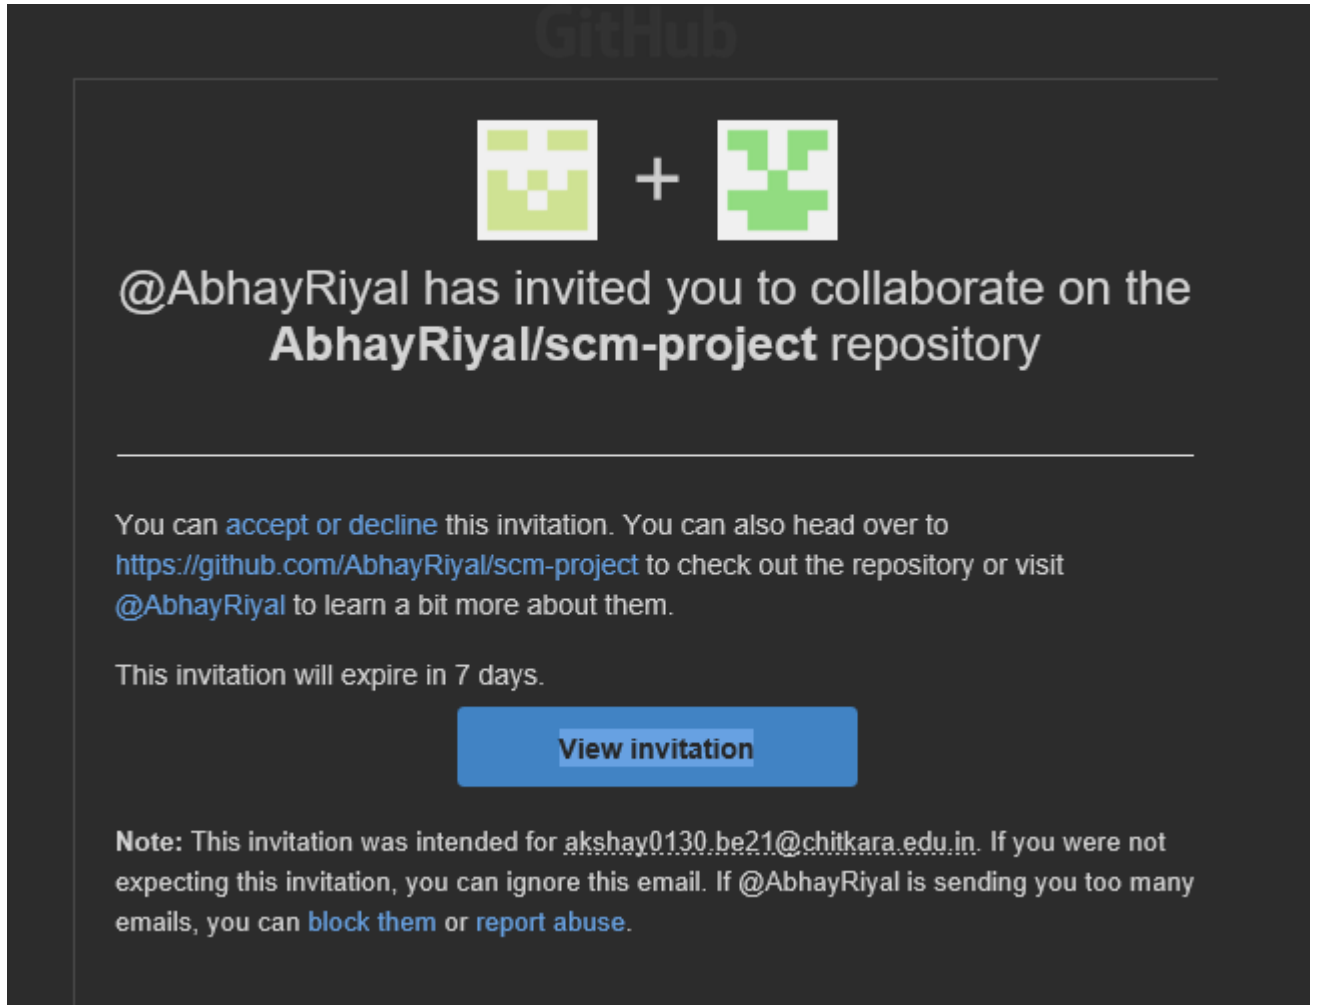 GitHub
+
@AbhayRiyal has invited you to collaborate on the
AbhayRiyal/scm-project repository
You can accept or decline this invitation. You can also head over to
https://github.com/AbhayRiyal/scm-project to check out the repository or visit
@AbhayRiyal to learn a bit more about them.
This invitation will expire in 7 days.
View invitation
Note: This invitation was intended for akshay0130.be21@chitkara.edu.in. If you were not
expecting this invitation, you can ignore this email. If @AbhayRiyal is sending you too many
emails, you can block them or report abuse.